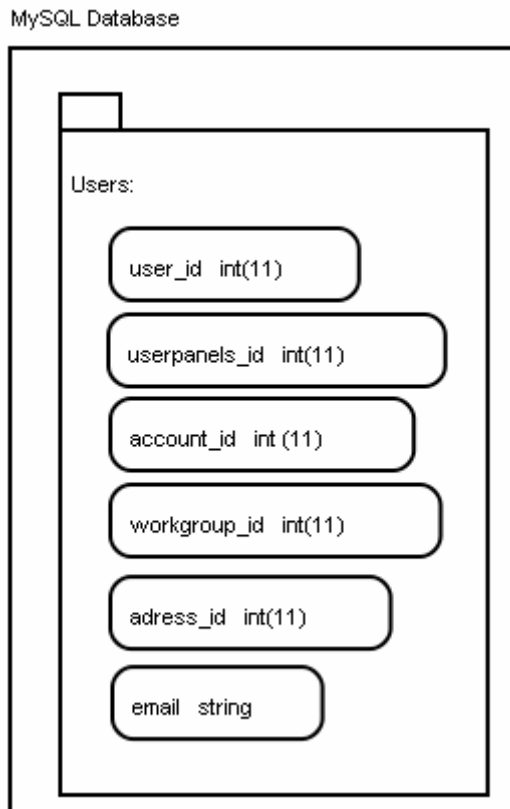 MySQL Database
Users:
user_id int(11)
userpanels_id int(11)
account_id int (11)
workgroup_id int(11)
adress_id int(11)
email string